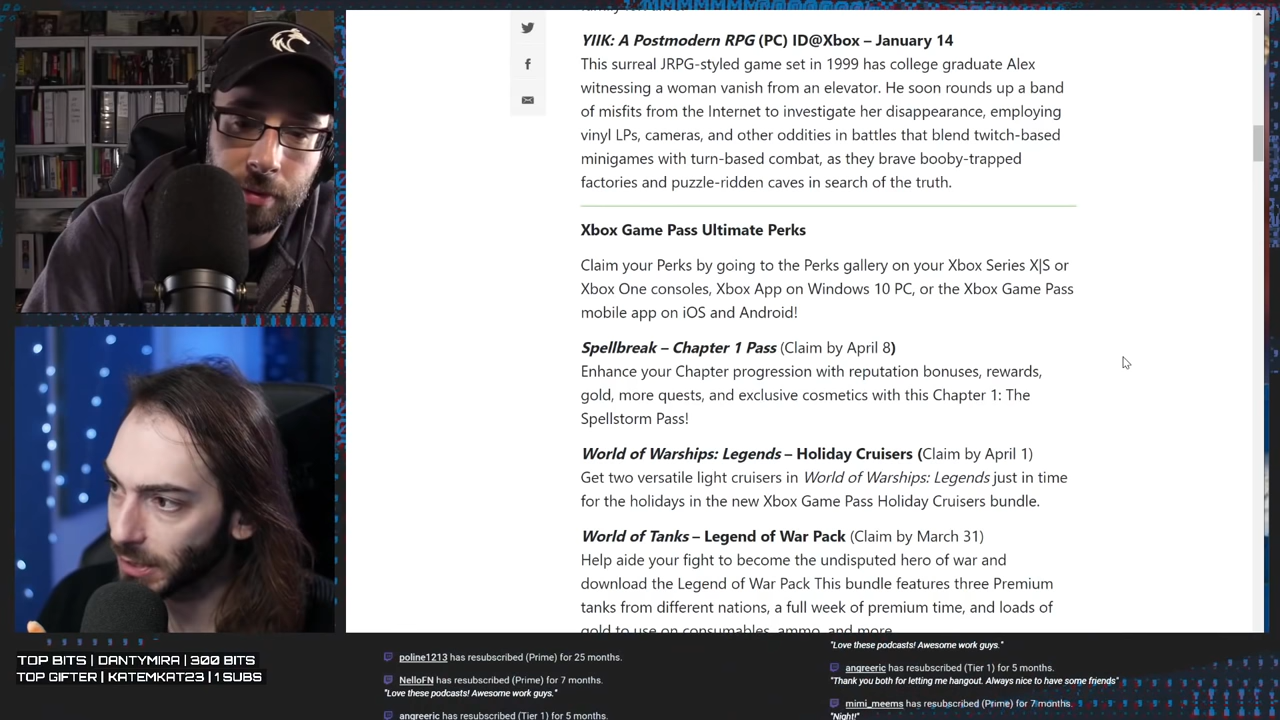 YIIK: A Postmodern RPG (PC) ID@Xbox – January 14
This surreal JRPG-styled game set in 1999 has college graduate Alex
witnessing a woman vanish from an elevator. He soon rounds up a band
of misfits from the Internet to investigate her disappearance, employing
vinyl LPs, cameras, and other oddities in battles that blend twitch-based
minigames with turn-based combat, as they brave booby-trapped
factories and puzzle-ridden caves in search of the truth.
Xbox Game Pass Ultimate Perks
Claim your Perks by going to the Perks gallery on your Xbox Series X|S or
Xbox One consoles, Xbox App on Windows 10 PC, or the Xbox Game Pass
mobile app on iOS and Android!
Spellbreak – Chapter 1 Pass (Claim by April 8)
Enhance your Chapter progression with reputation bonuses, rewards,
gold, more quests, and exclusive cosmetics with this Chapter 1: The
Spellstorm Pass!
World of Warships: Legends – Holiday Cruisers (Claim by April 1)
Get two versatile light cruisers in World of Warships: Legends just in time
for the holidays in the new Xbox Game Pass Holiday Cruisers bundle.
World of Tanks – Legend of War Pack (Claim by March 31)
Help aide your fight to become the undisputed hero of war and
download the Legend of War Pack This bundle features three Premium
tanks from different nations, a full week of premium time, and loads of
gold to use on consumables, ammo, and more.
TOP BITS | DANTYMIRA | 300 BITS
TOP GIFTER | KATEMKAT23 | 1 SUBS
poline1213 has resubscribed (Prime) for 25 months.
NelloFN has resubscribed (Prime) for 7 months.
"Love these podcasts! Awesome work guys."
angreeric has resubscribed (Tier 1) for 5 months.
"Love these podcasts! Awesome work guys."
angreeric has resubscribed (Tier 1) for 5 months.
"Thank you both for letting me hangout. Always nice to have some friends"
mimi_meems has resubscribed (Prime) for 7 months.
"Night!"